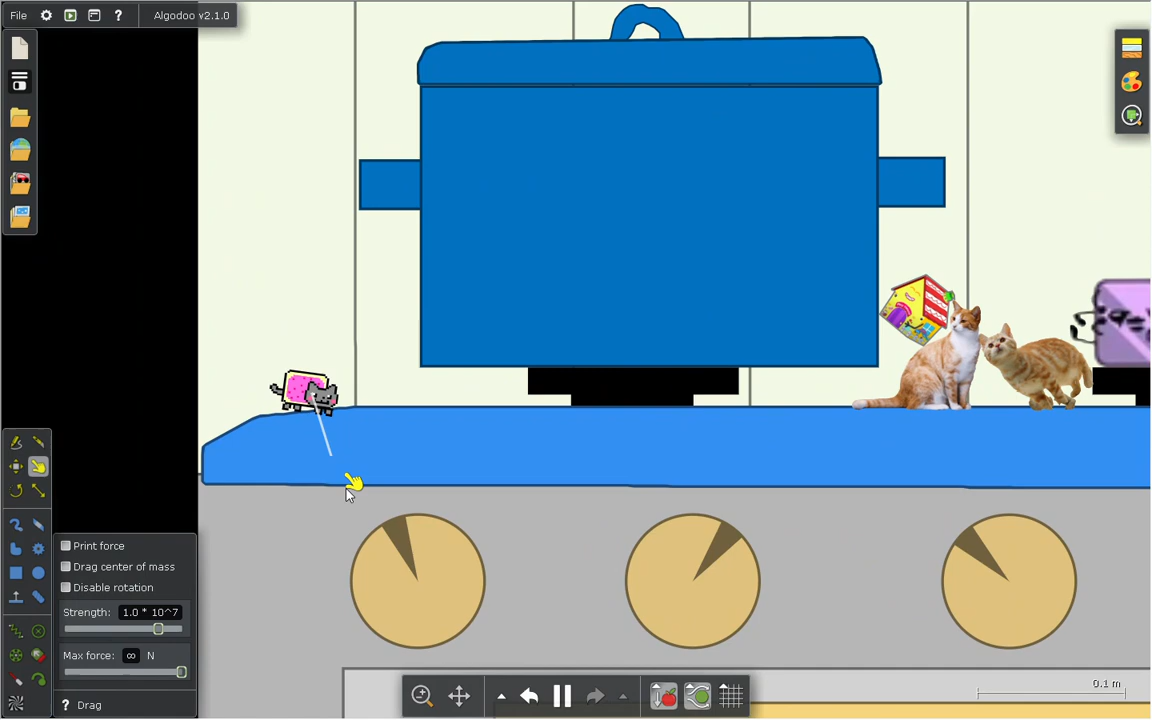 File ? Algodoo v2.1.0
Print force
Drag center of mass
Disable rotation
Strength: 1.0 * 10^7
Max force: ∞ N
? Drag
0.1 m